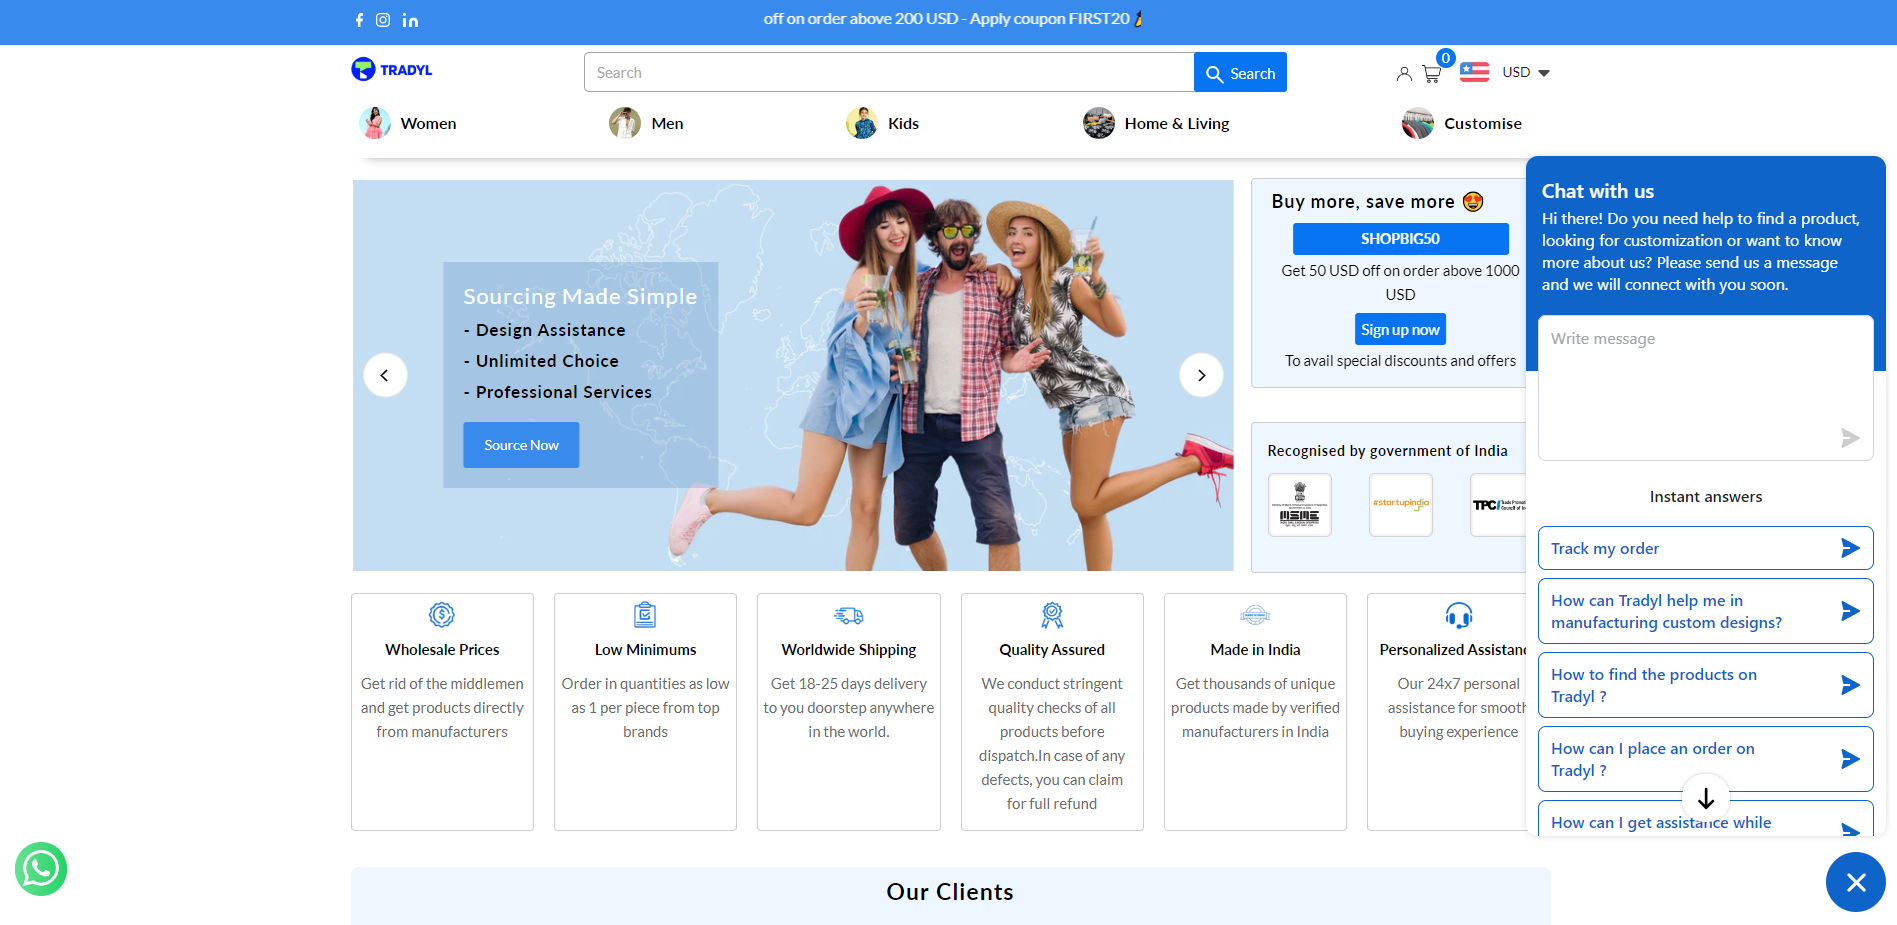 off on order above 200 USD - Apply coupon FIRST20
TRADYL
Search
Search
0
USD
Women
Men
Kids
Home & Living
Customise
Sourcing Made Simple
- Design Assistance
- Unlimited Choice
- Professional Services
Source Now
Buy more, save more
SHOPBIG50
Get 50 USD off on order above 1000
USD
Sign up now
To avail special discounts and offers
Recognised by government of India
MSME
#startupindia
TPCI
Wholesale Prices
Get rid of the middlemen
and get products directly
from manufacturers
Low Minimums
Order in quantities as low
as 1 per piece from top
brands
Worldwide Shipping
Get 18-25 days delivery
to you doorstep anywhere
in the world.
Quality Assured
We conduct stringent
quality checks of all
products before
dispatch.In case of any
defects, you can claim
for full refund
Made in India
Get thousands of unique
products made by verified
manufacturers in India
Personalized Assistanc
Our 24x7 personal
assistance for smooth
buying experience
Our Clients
Chat with us
Hi there! Do you need help to find a product,
looking for customization or want to know
more about us? Please send us a message
and we will connect with you soon.
Write message
Instant answers
Track my order
How can Tradyl help me in
manufacturing custom designs?
How to find the products on
Tradyl ?
How can I place an order on
Tradyl ?
How can I get assistance while